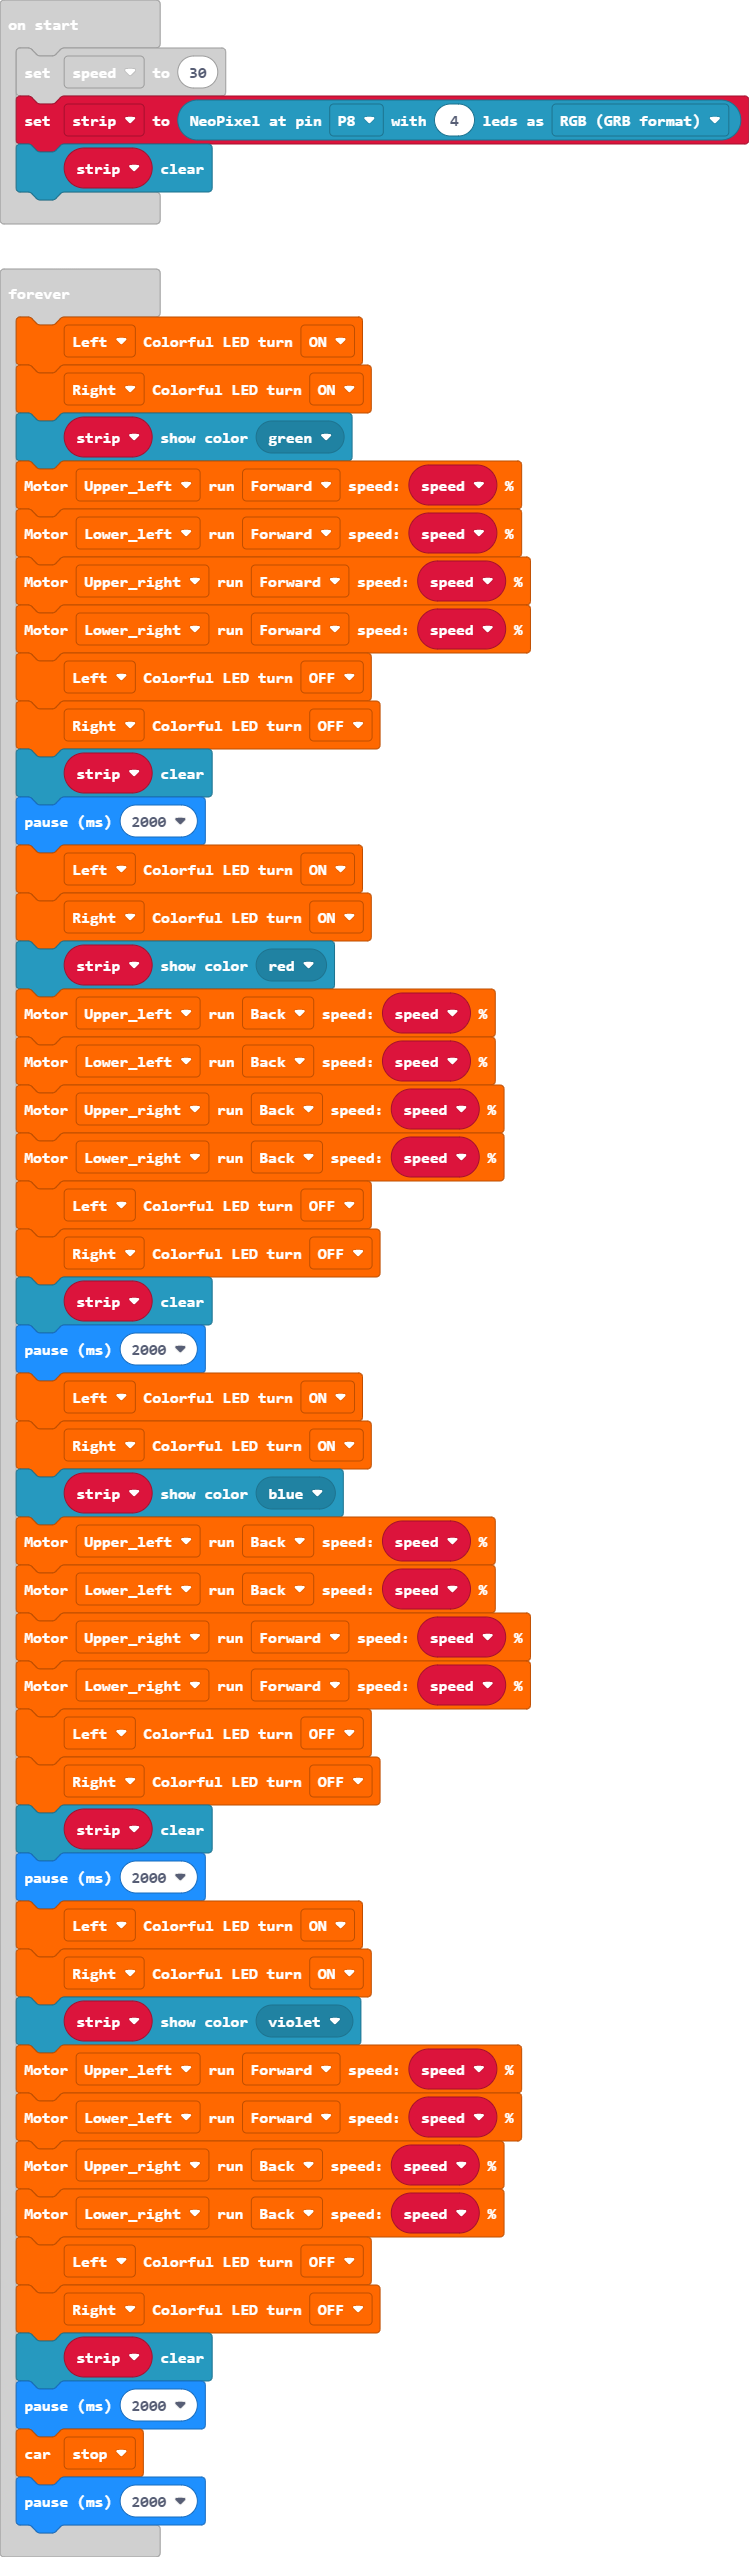 on start
set speed to 30
set strip to NeoPixel at pin P8 with 4 leds as RGB (GRB format)
strip clear
forever
Left Colorful LED turn ON
Right Colorful LED turn ON
strip show color green
Motor Upper_left run Forward speed: speed %
Motor Lower_left run Forward speed: speed %
Motor Upper_right run Forward speed: speed %
Motor Lower_right run Forward speed: speed %
Left Colorful LED turn OFF
Right Colorful LED turn OFF
strip clear
pause (ms) 2000
Left Colorful LED turn ON
Right Colorful LED turn ON
strip show color red
Motor Upper_left run Back speed: speed %
Motor Lower_left run Back speed: speed %
Motor Upper_right run Back speed: speed %
Motor Lower_right run Back speed: speed %
Left Colorful LED turn OFF
Right Colorful LED turn OFF
strip clear
pause (ms) 2000
Left Colorful LED turn ON
Right Colorful LED turn ON
strip show color blue
Motor Upper_left run Back speed: speed %
Motor Lower_left run Back speed: speed %
Motor Upper_right run Forward speed: speed %
Motor Lower_right run Forward speed: speed %
Left Colorful LED turn OFF
Right Colorful LED turn OFF
strip clear
pause (ms) 2000
Left Colorful LED turn ON
Right Colorful LED turn ON
strip show color violet
Motor Upper_left run Forward speed: speed %
Motor Lower_left run Forward speed: speed %
Motor Upper_right run Back speed: speed %
Motor Lower_right run Back speed: speed %
Left Colorful LED turn OFF
Right Colorful LED turn OFF
strip clear
pause (ms) 2000
car stop
pause (ms) 2000